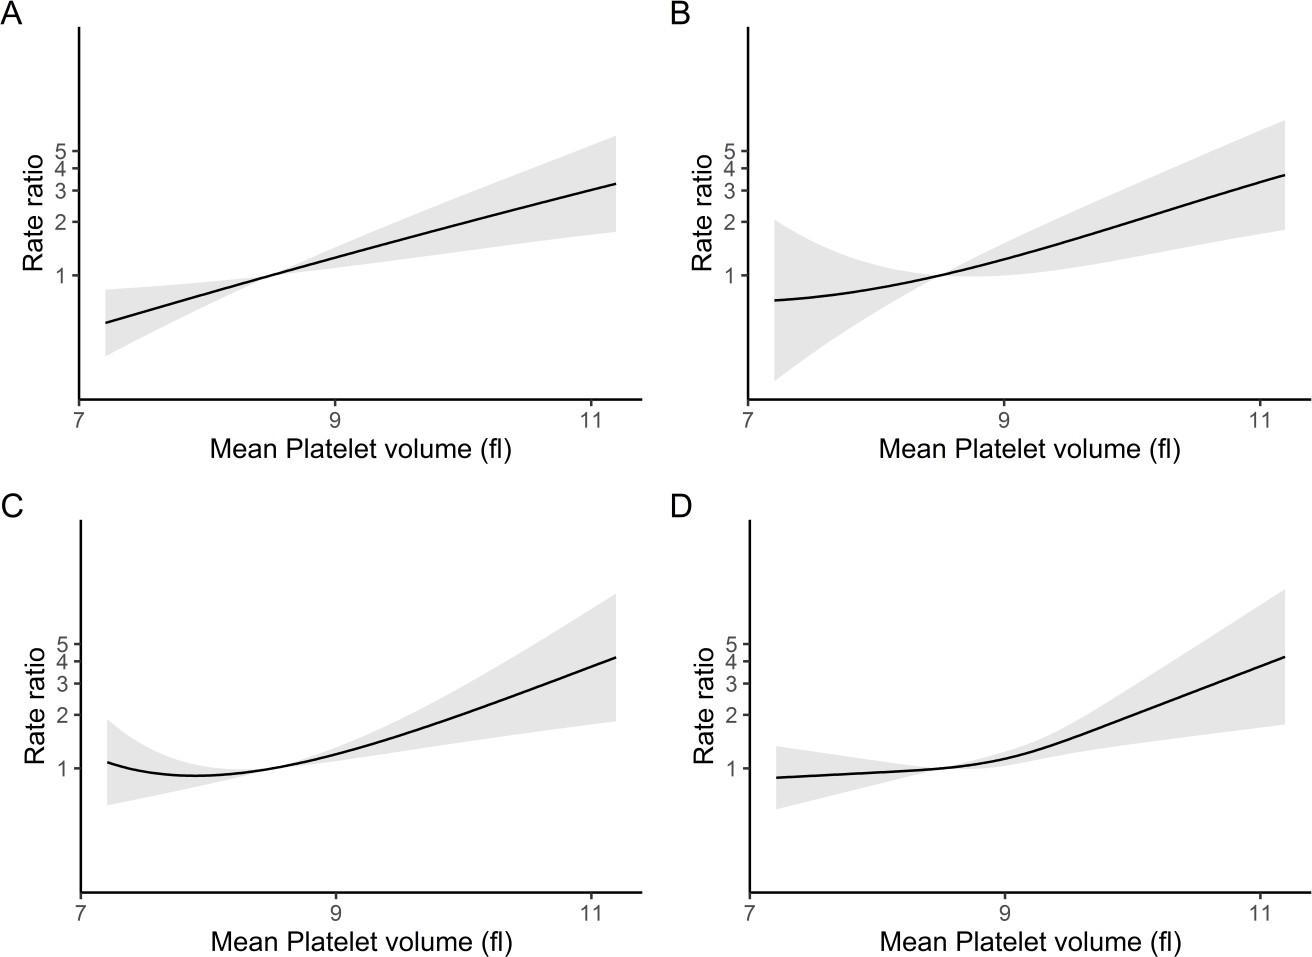 A
Rate ratio
5
4
3
2
1
7 9 11
Mean Platelet volume (fl)
B
Rate ratio
5
4
3
2
1
7 9 11
Mean Platelet volume (fl)
C
Rate ratio
5
4
3
2
1
7 9 11
Mean Platelet volume (fl)
D
Rate ratio
5
4
3
2
1
7 9 11
Mean Platelet volume (fl)